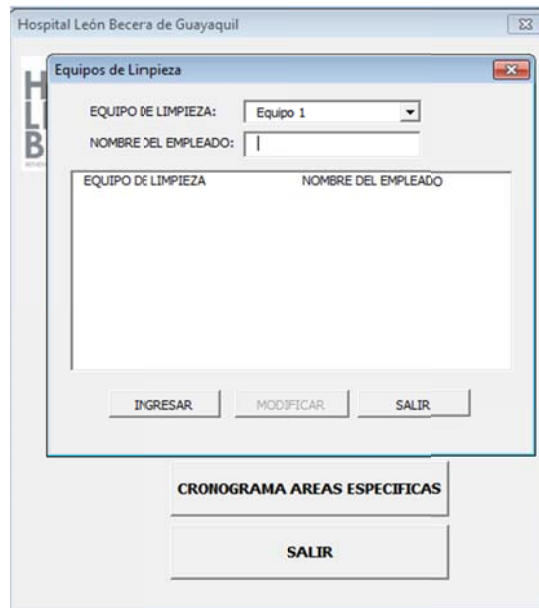 Hospital León Becera de Guayaquil
H
L
B
Equipos de Limpieza
EQUIPO DE LIMPIEZA: Equipo 1
NOMBRE DEL EMPLEADO:
EQUIPO DE LIMPIEZA NOMBRE DEL EMPLEADO
INGRESAR MODIFICAR SALIR
CRONOGRAMA AREAS ESPECIFICAS
SALIR